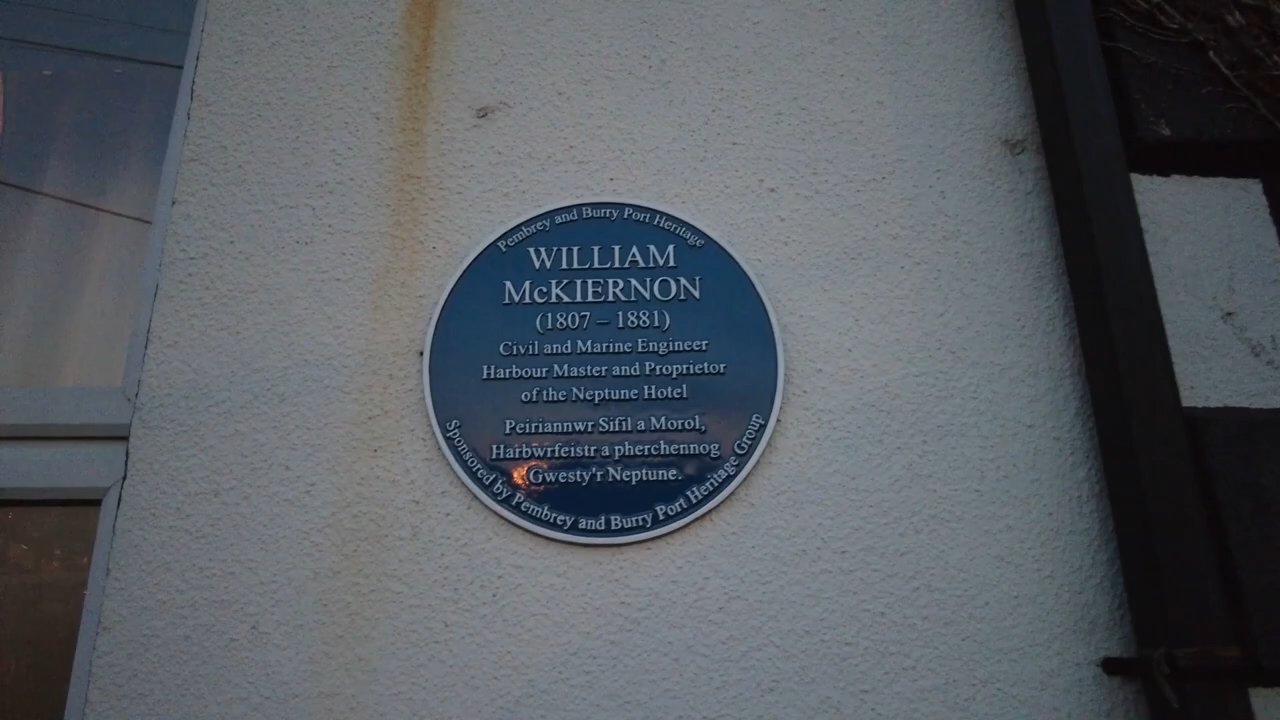 Pembrey and Burry Port Heritage
WILLIAM
McKIERNON
(1807 – 1881)
Civil and Marine Engineer
Harbour Master and Proprietor
of the Neptune Hotel
Peiriannwr Sifil a Morol,
Harbwrfeistr a pherchennog
Gwesty'r Neptune.
Sponsored by Pembrey and Burry Port Heritage Group